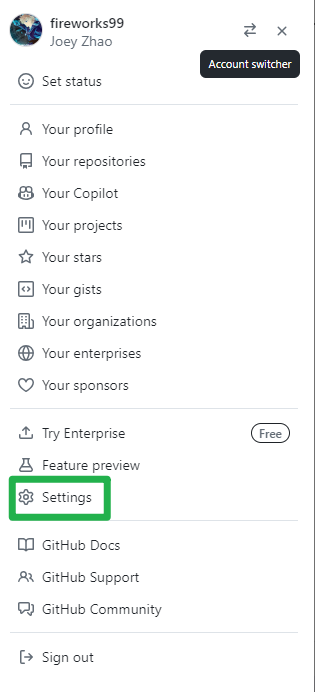 fireworks99
Joey Zhao
Account switcher
Set status
Your profile
Your repositories
Your Copilot
Your projects
Your stars
Your gists
Your organizations
Your enterprises
Your sponsors
Try Enterprise Free
Feature preview
Settings
GitHub Docs
GitHub Support
GitHub Community
Sign out